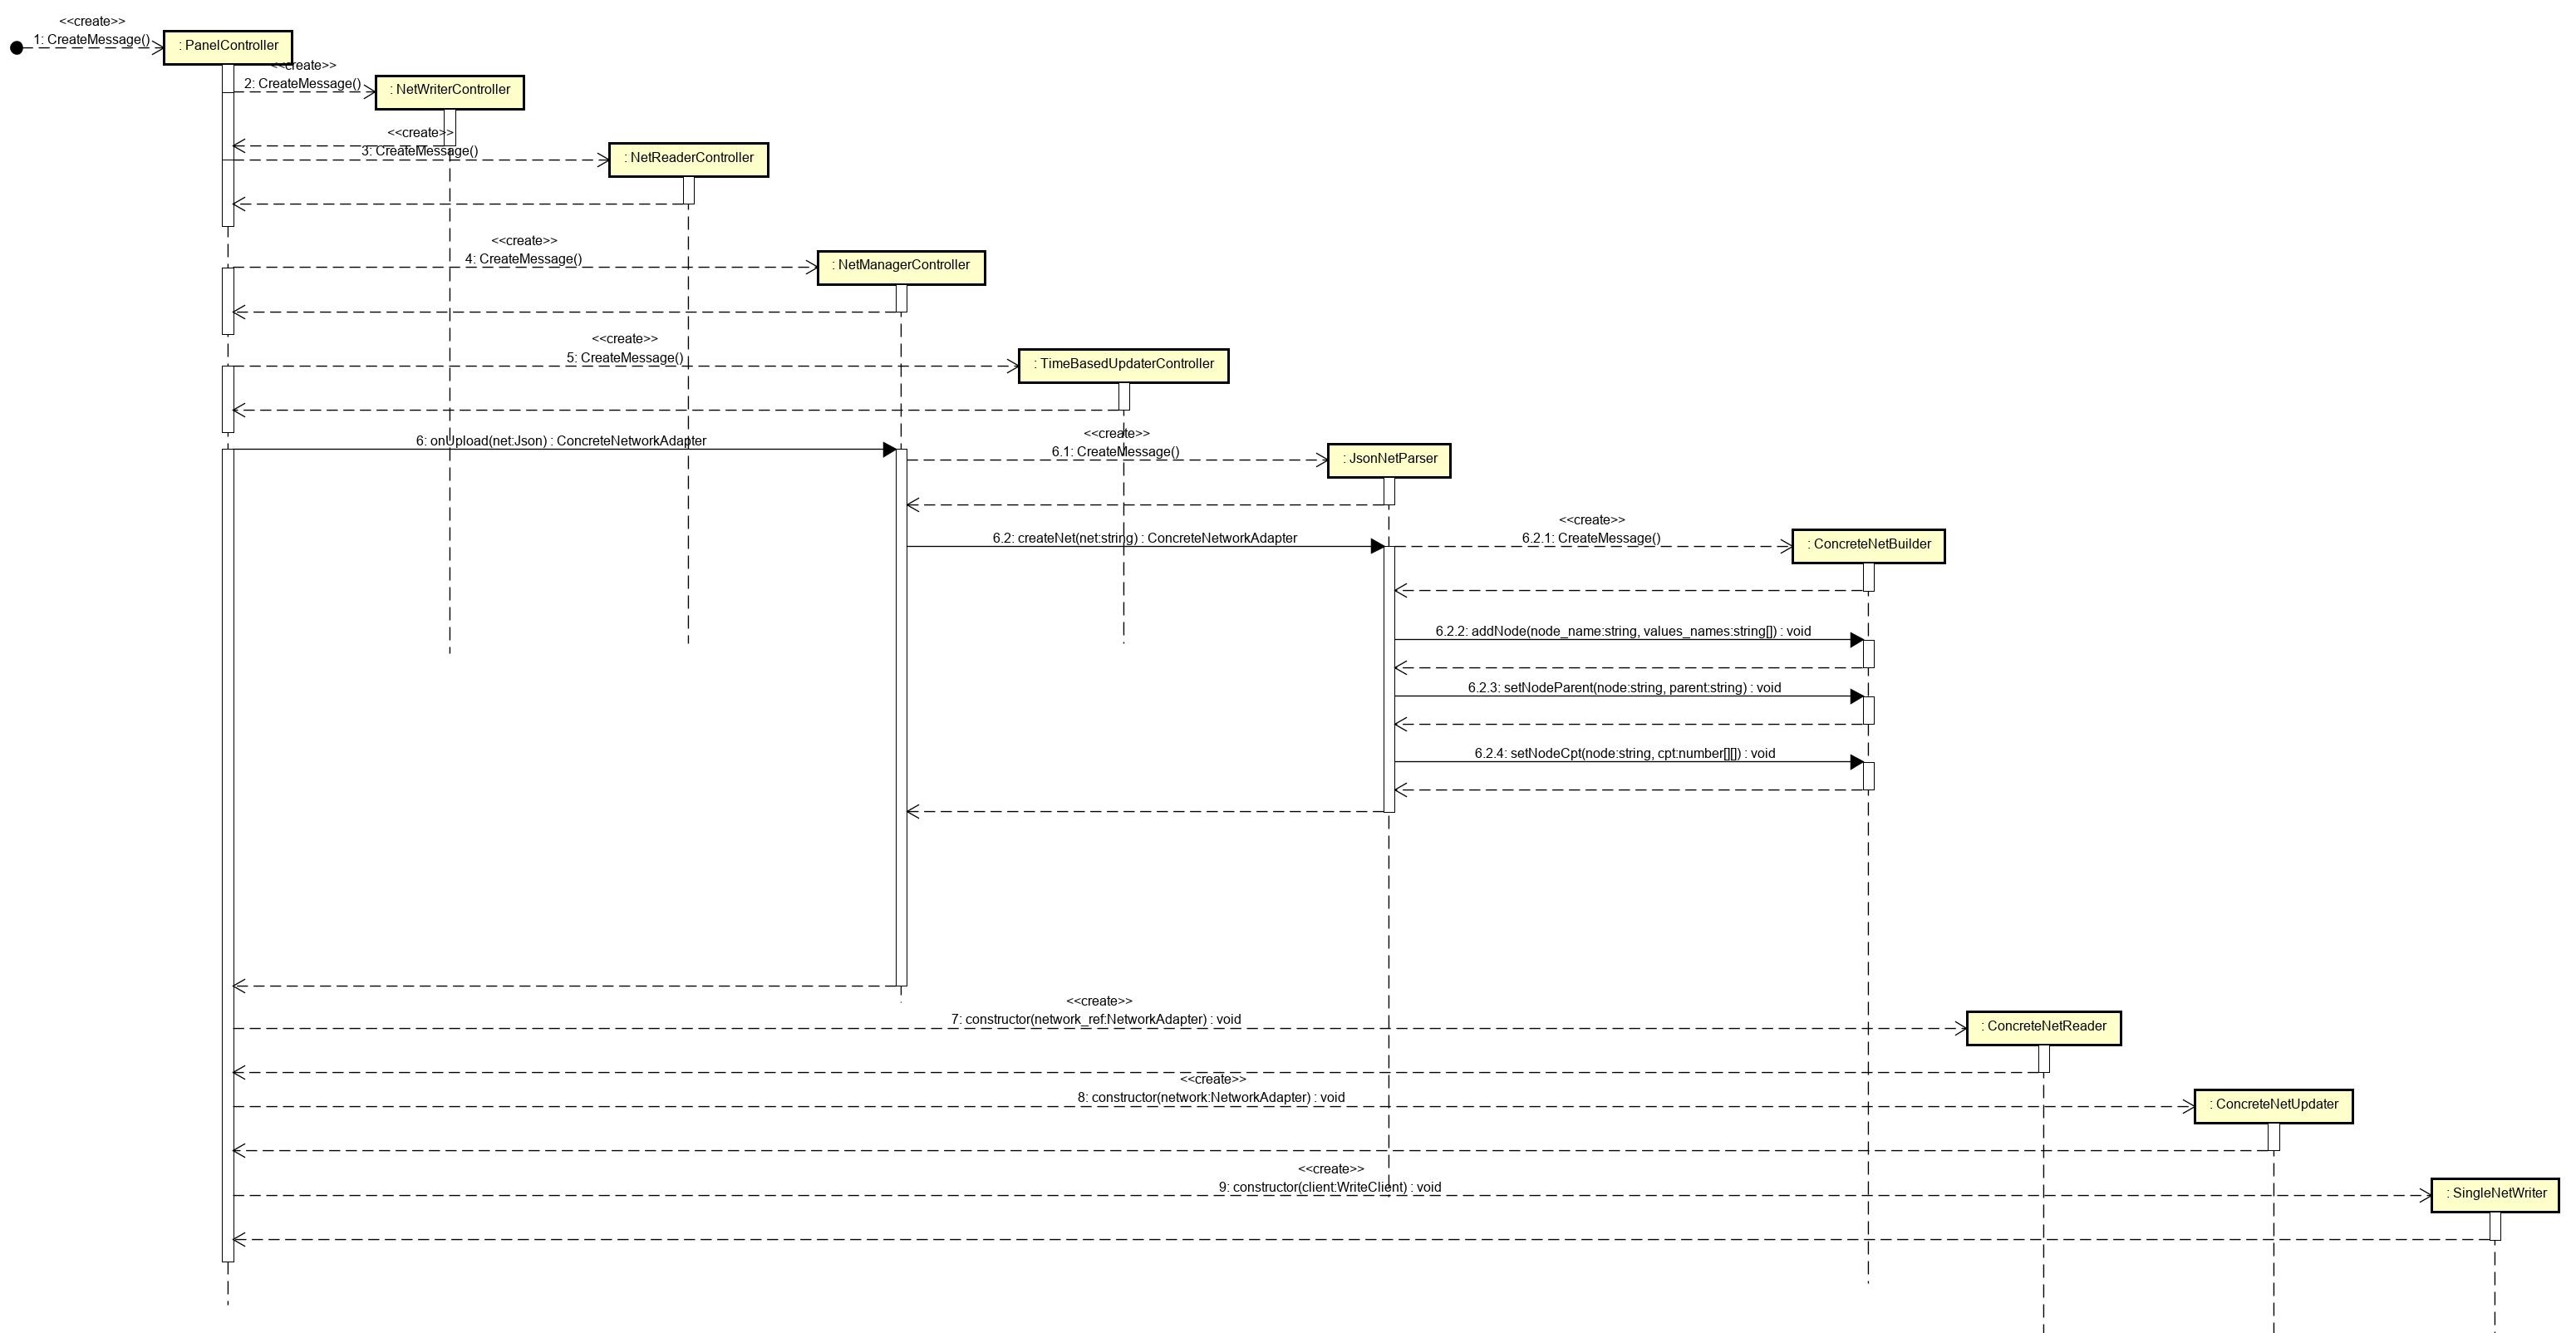 <<create>>
1: CreateMessage()
: PanelController
<<create>>
2: CreateMessage()
: NetWriterController
<<create>>
3: CreateMessage()
: NetReaderController
<<create>>
4: CreateMessage()
: NetManagerController
<<create>>
5: CreateMessage()
: TimeBasedUpdaterController
6: onUpload(net:Json) : ConcreteNetworkAdapter
<<create>>
6.1: CreateMessage()
: JsonNetParser
6.2: createNet(net:string) : ConcreteNetworkAdapter
<<create>>
6.2.1: CreateMessage()
: ConcreteNetBuilder
6.2.2: addNode(node_name:string, values_names:string[]) : void
6.2.3: setNodeParent(node:string, parent:string) : void
6.2.4: setNodeCpt(node:string, cpt:number[][]) : void
<<create>>
7: constructor(network_ref:NetworkAdapter) : void
: ConcreteNetReader
<<create>>
8: constructor(network:NetworkAdapter) : void
: ConcreteNetUpdater
<<create>>
9: constructor(client:WriteClient) : void
: SingleNetWriter